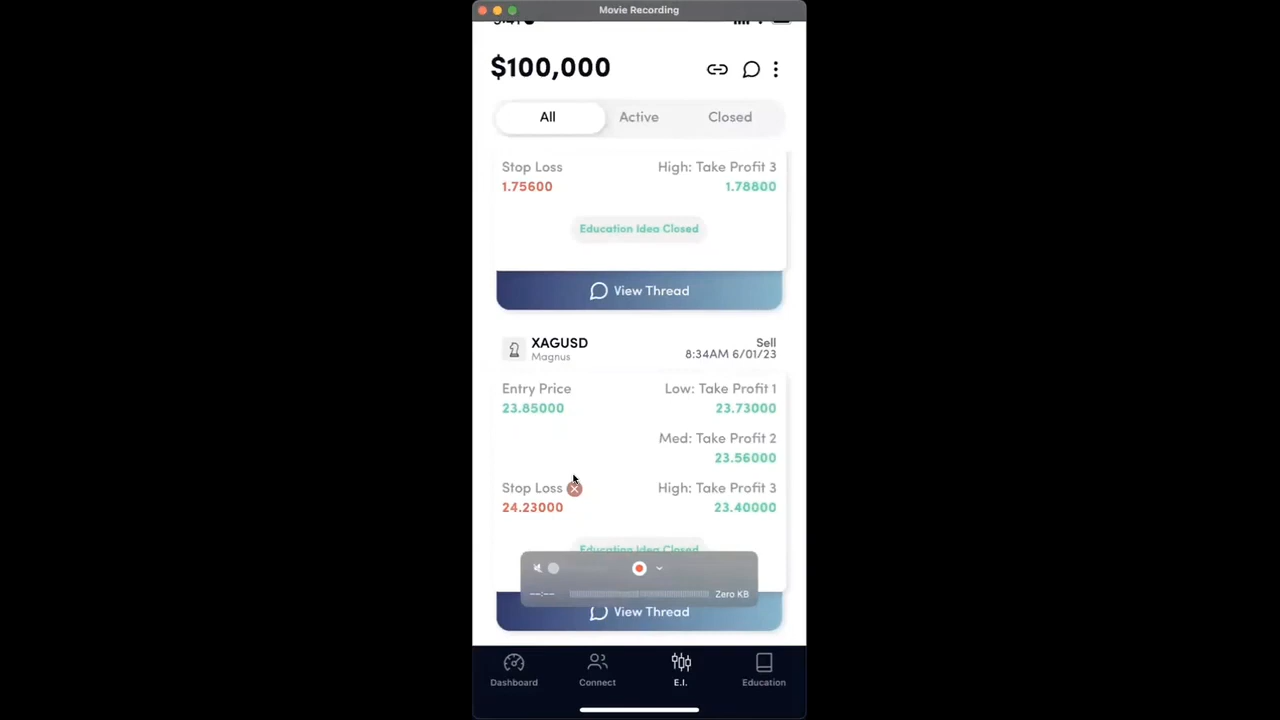 Movie Recording
$100,000
All Active Closed
Stop Loss High: Take Profit 3
1.75600 1.78800
Education Idea Closed
View Thread
XAGUSD Sell
Magnus 8:34AM 6/01/23
Entry Price Low: Take Profit 1
23.85000 23.73000
Med: Take Profit 2
23.56000
Stop Loss High: Take Profit 3
24.23000 23.40000
Education Idea Closed
--:-- Zero KB
View Thread
Dashboard Connect E.I. Education